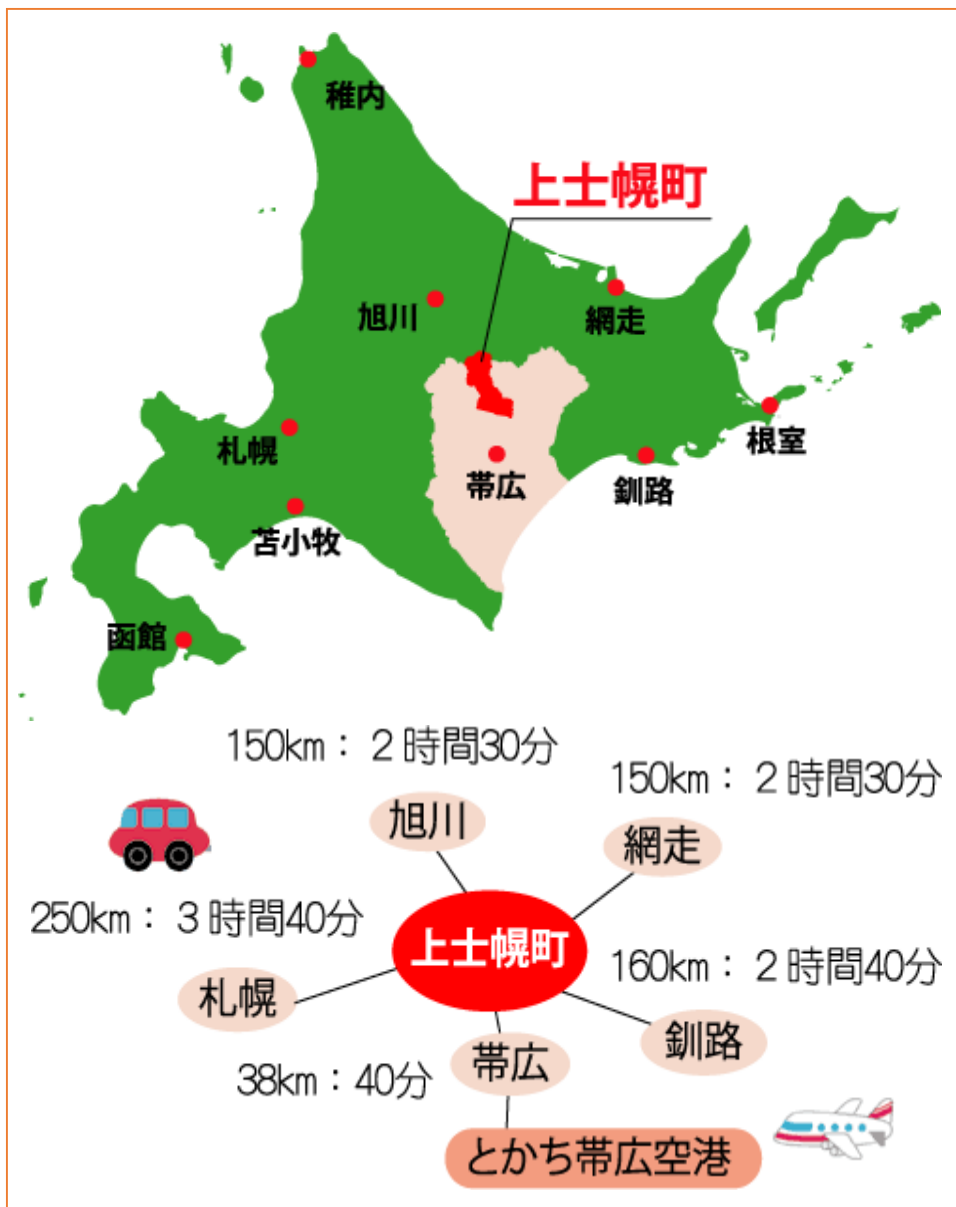 稚内
上士幌町
旭川
網走
札幌
帯広
釧路
根室
苫小牧
函館
150km：２時間30分
150km：２時間30分
旭川
網走
250km：３時間40分
上士幌町
160km：２時間40分
札幌
釧路
38km：40分
帯広
とかち帯広空港